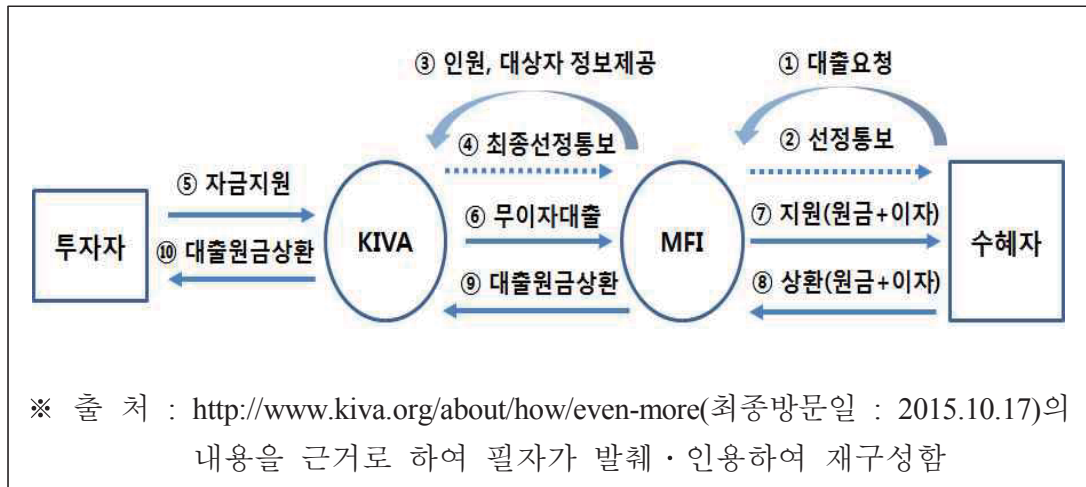 ③ 인원, 대상자 정보제공
① 대출요청
④ 최종선정통보
② 선정통보
⑤ 자금지원
⑥ 무이자대출
⑦ 지원(원금+이자)
투자자
KIVA
MFI
수혜자
⑩ 대출원금상환
⑨ 대출원금상환
⑧ 상환(원금+이자)
※ 출 처 : http://www.kiva.org/about/how/even-more(최종방문일 : 2015.10.17)의
내용을 근거로 하여 필자가 발췌・인용하여 재구성함